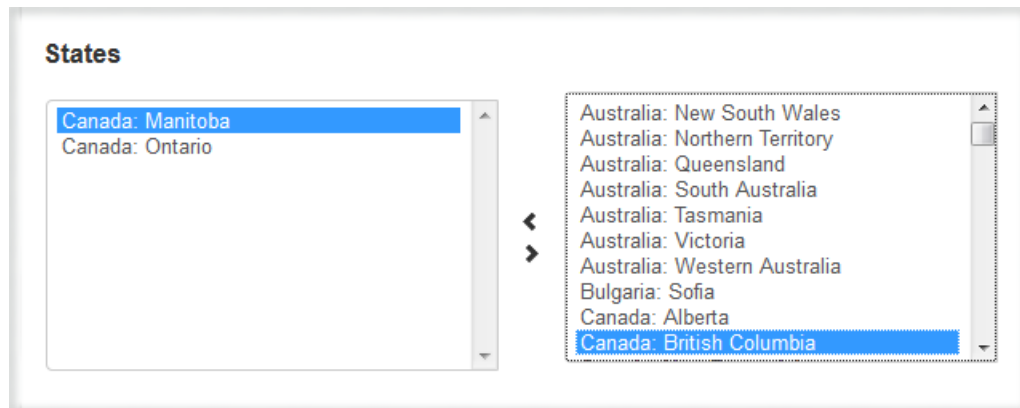 States
Canada: Manitoba
Canada: Ontario
Australia: New South Wales
Australia: Northern Territory
Australia: Queensland
Australia: South Australia
Australia: Tasmania
Australia: Victoria
Australia: Western Australia
Bulgaria: Sofia
Canada: Alberta
Canada: British Columbia